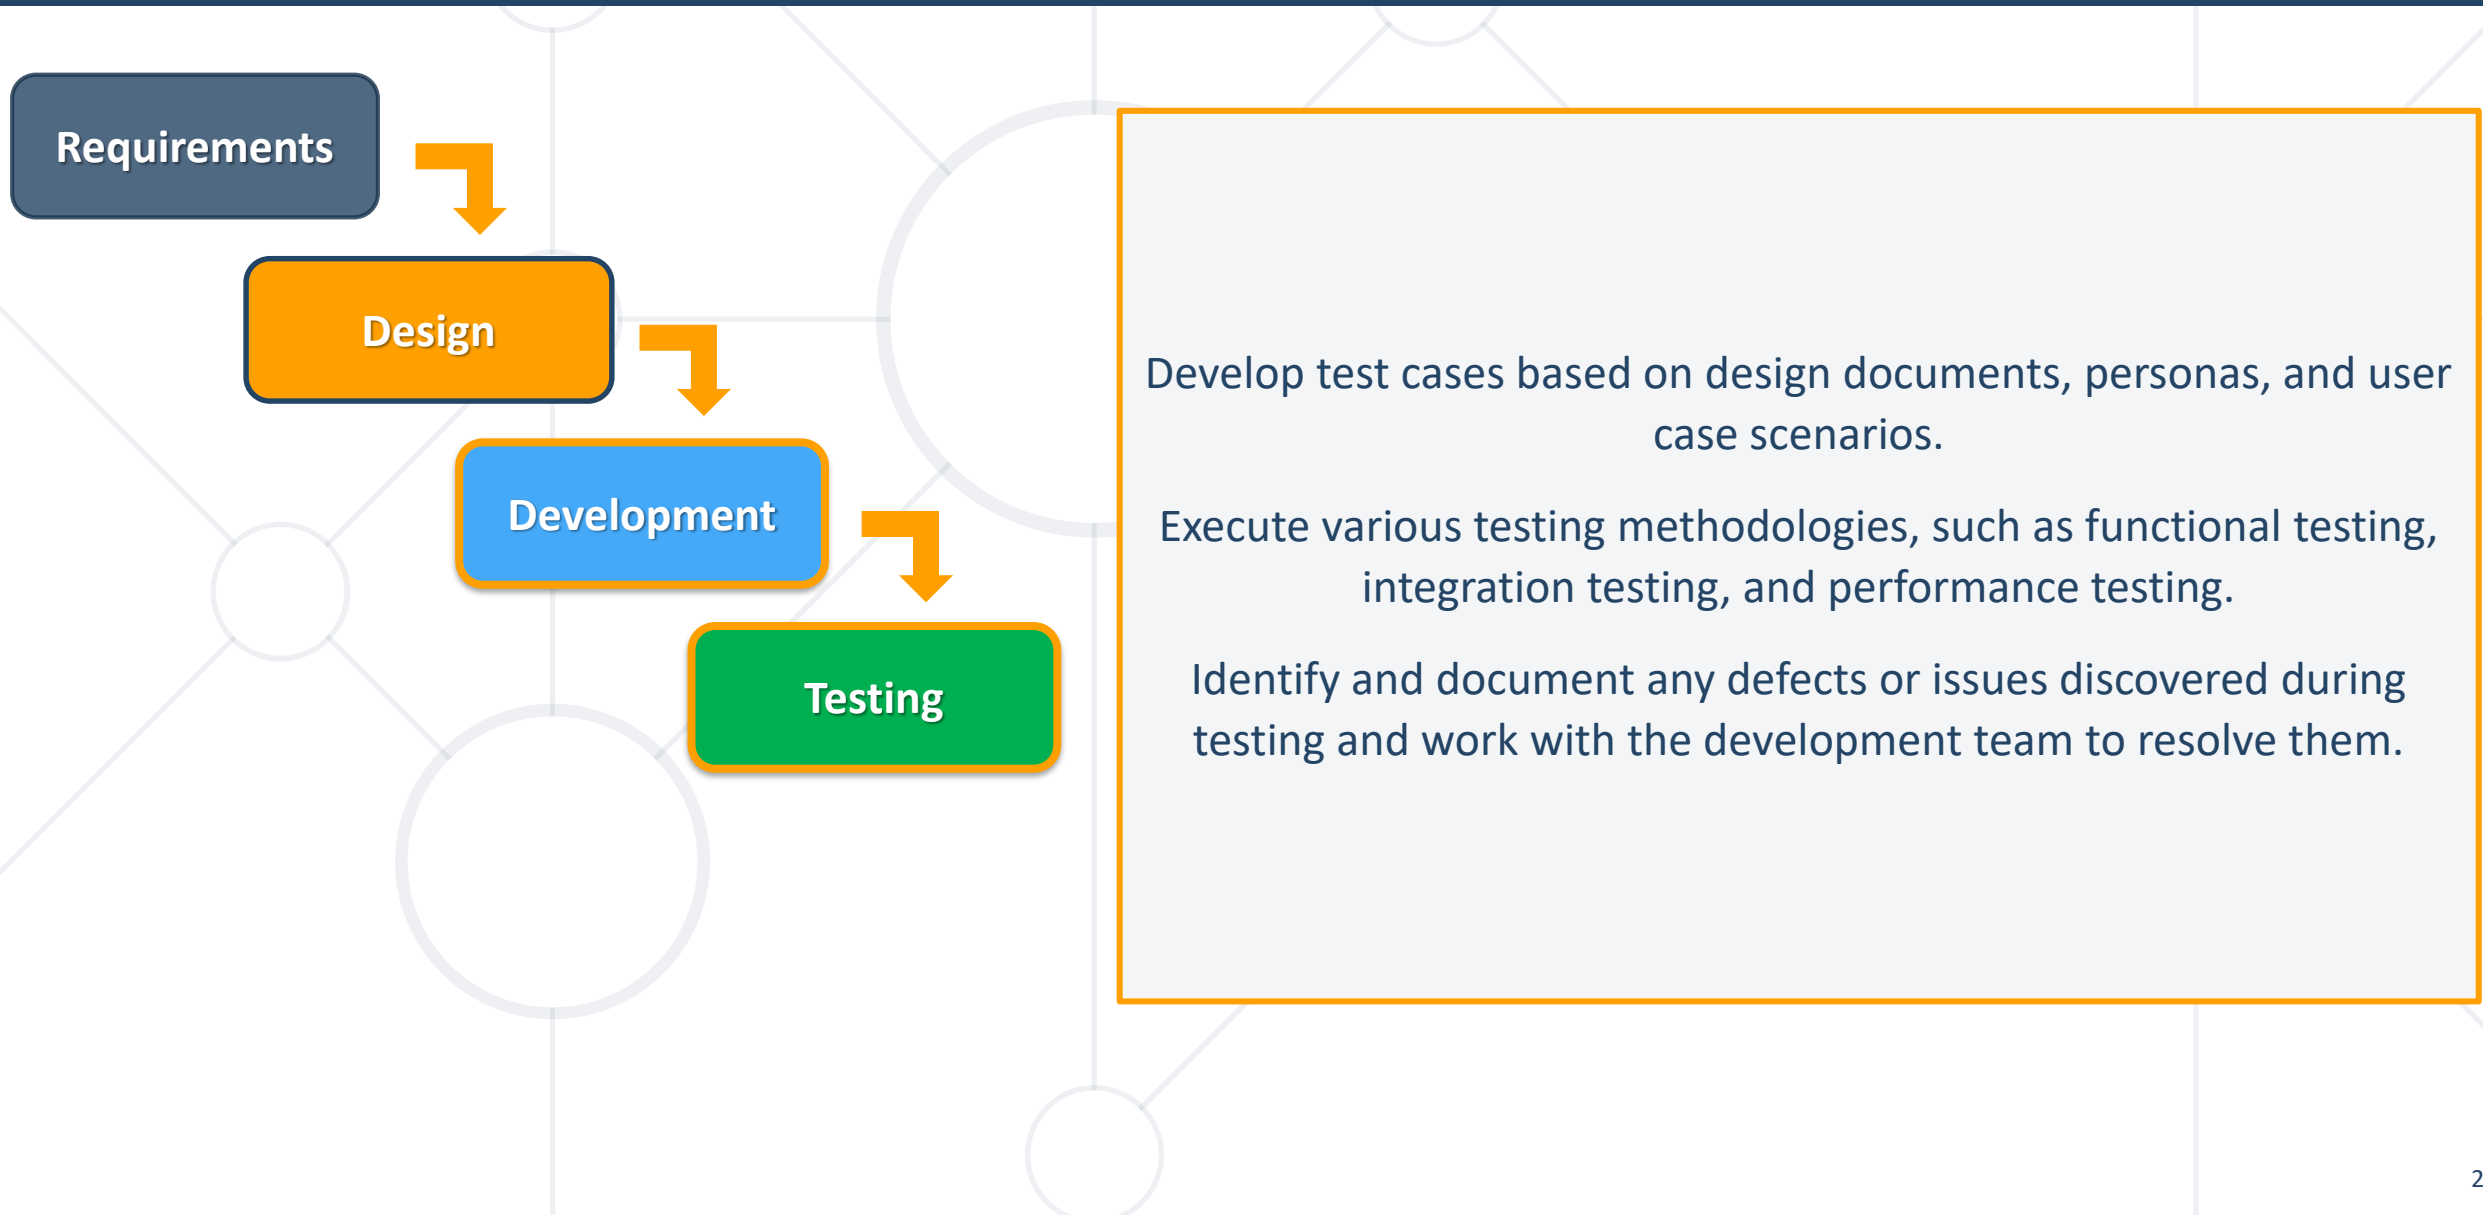 Requirements
Design
Development
Testing
Develop test cases based on design documents, personas, and user
case scenarios.
Execute various testing methodologies, such as functional testing,
integration testing, and performance testing.
Identify and document any defects or issues discovered during
testing and work with the development team to resolve them.
2